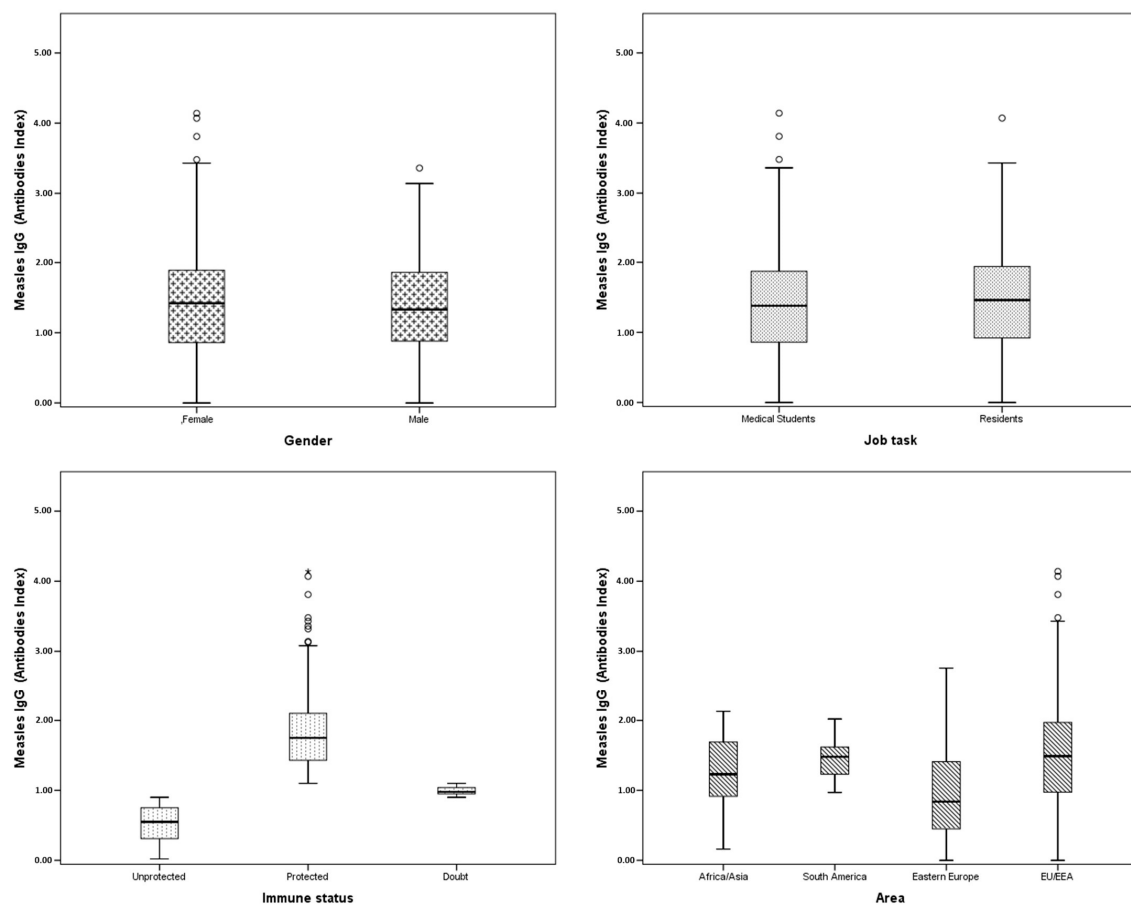 5.00
4.00
3.00
2.00
1.00
0.00
Measles IgG (Antibodies Index)
,Female
Male
Gender
5.00
4.00
3.00
2.00
1.00
0.00
Measles IgG (Antibodies Index)
Medical Students
Residents
Job task
5.00
4.00
3.00
2.00
1.00
0.00
Measles IgG (Antibodies Index)
Unprotected
Protected
Doubt
Immune status
5.00
4.00
3.00
2.00
1.00
0.00
Measles IgG (Antibodies Index)
Africa/Asia
South America
Eastern Europe
EU/EEA
Area